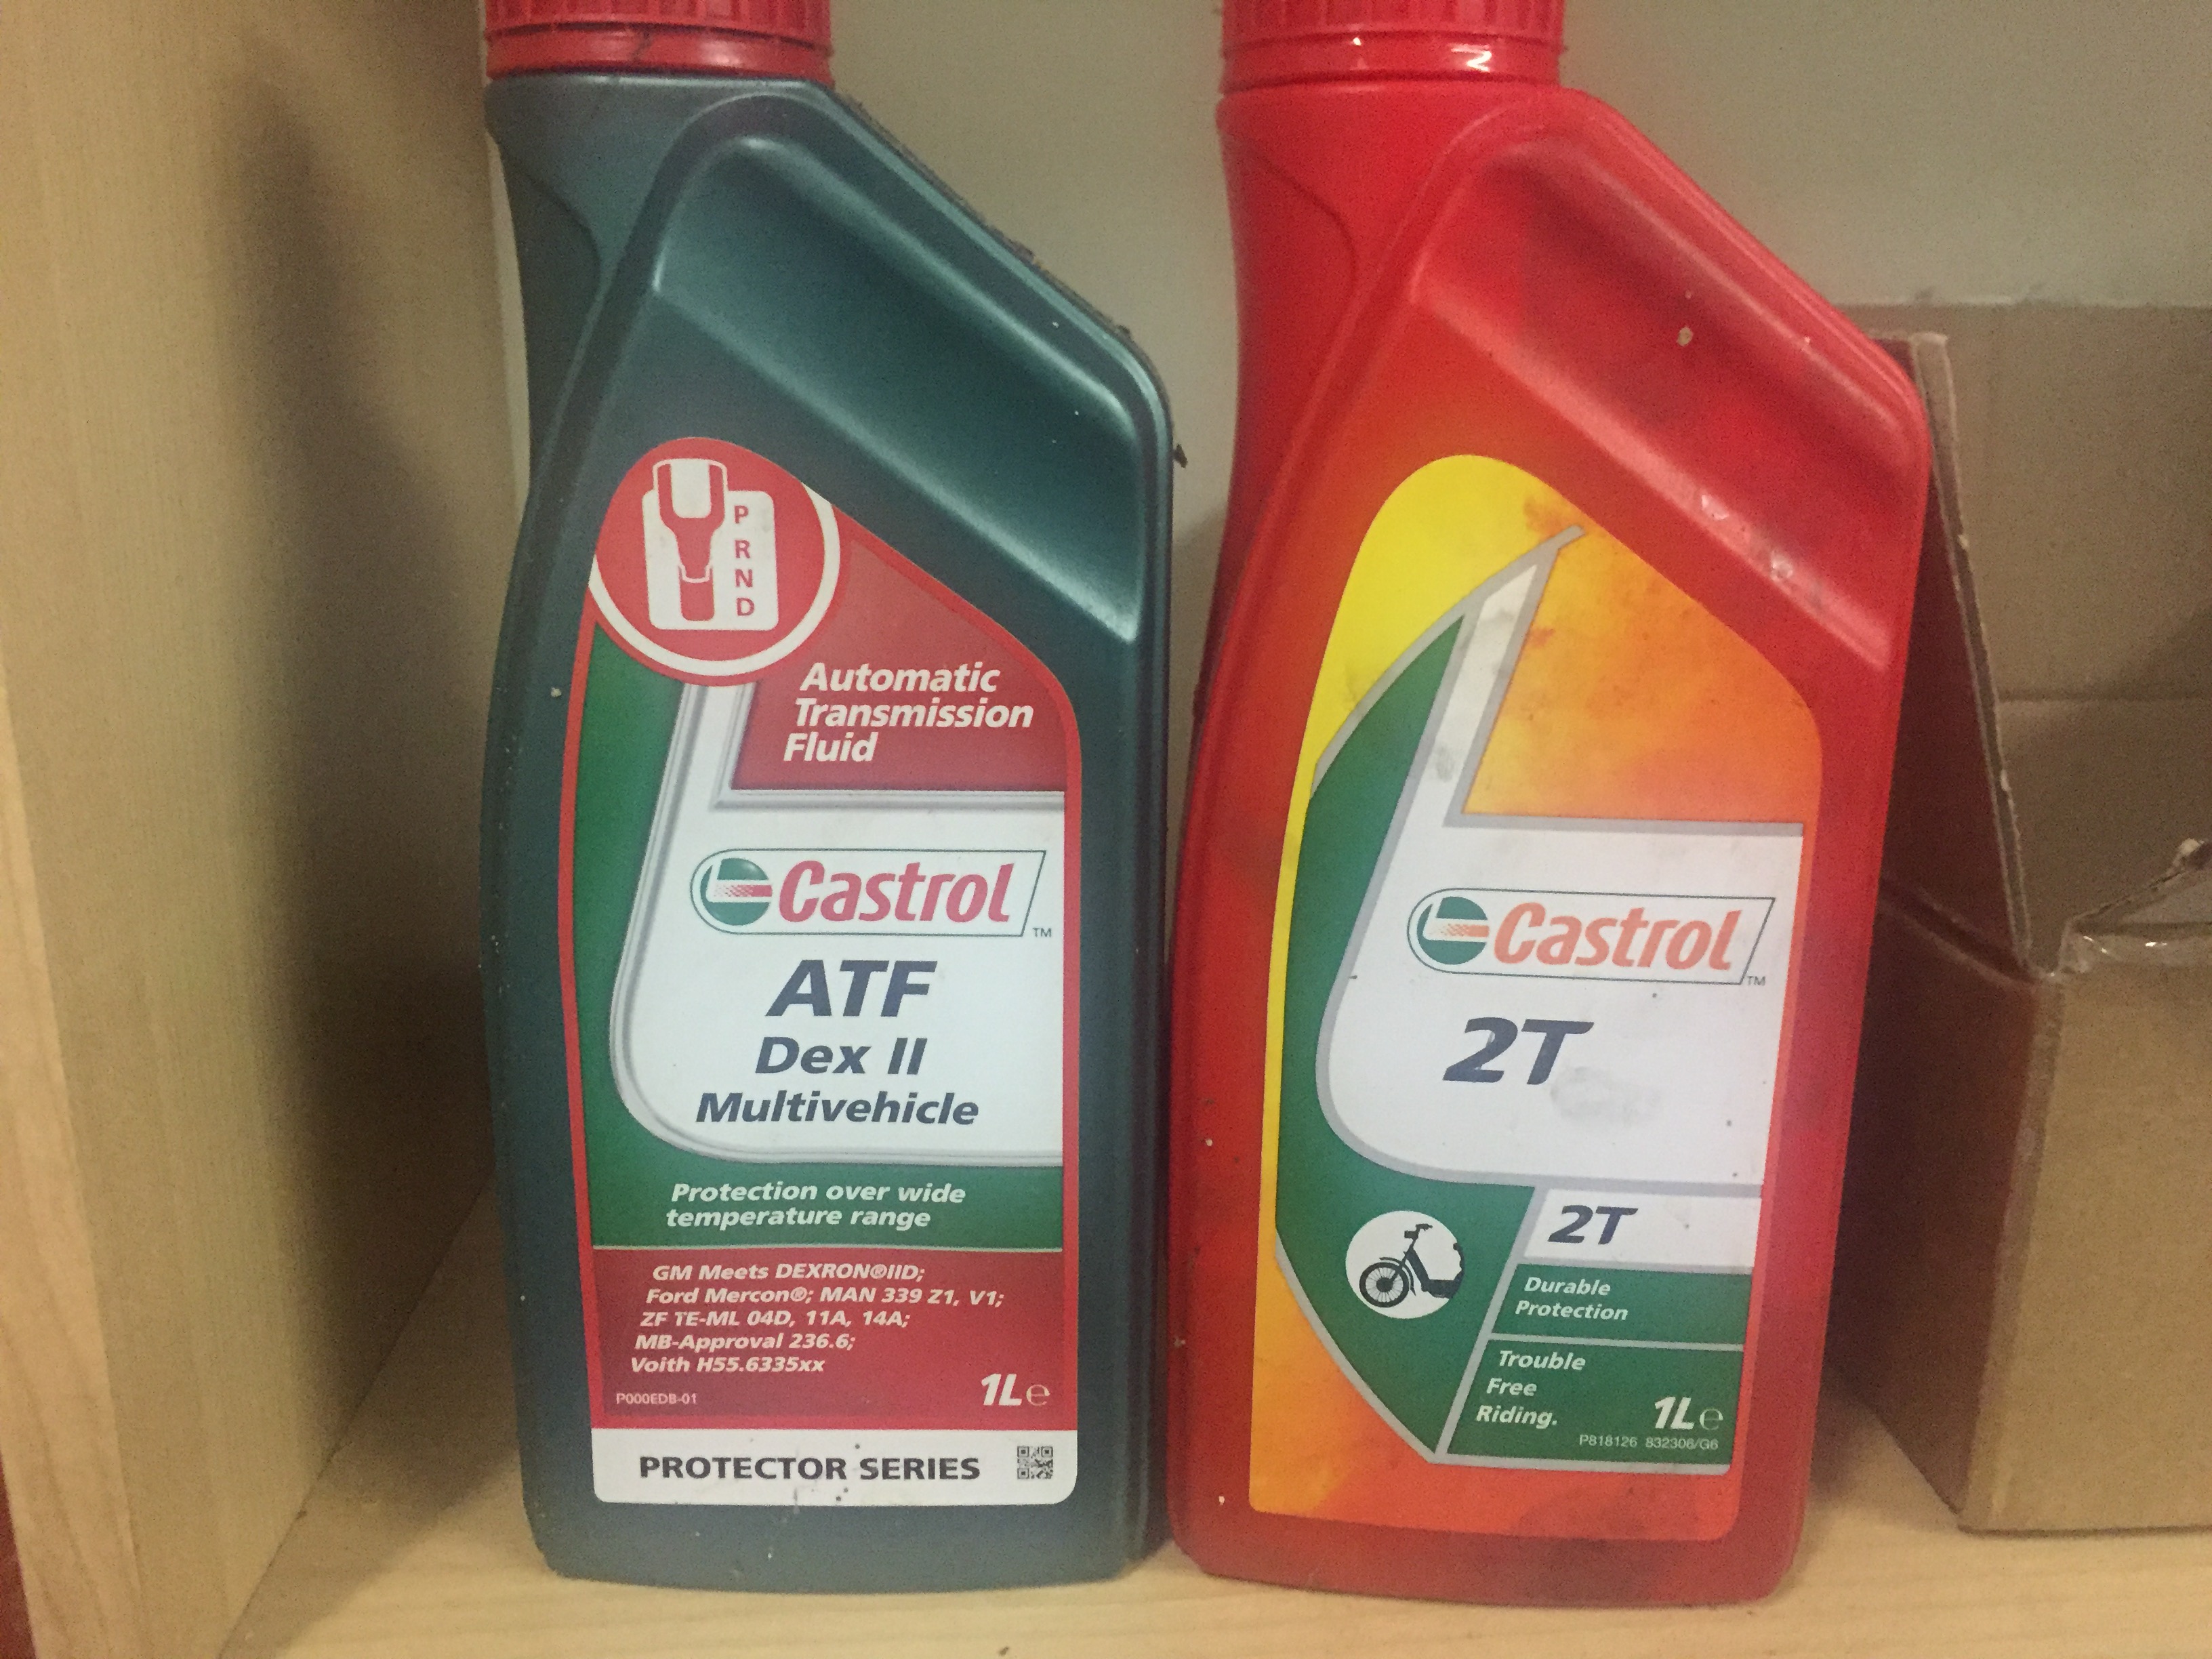 P
R
N
D
Automatic
Transmission
Fluid
Castrol TM
ATF
Dex II
Multivehicle
Protection over wide
temperature range
GM Meets DEXRON®IID;
Ford Mercon®; MAN 339 Z1, V1;
ZF TE-ML 04D, 11A, 14A;
MB-Approval 236.6;
Voith H55.6335xx
P000EDB-01
1L e
PROTECTOR SERIES
Castrol TM
2T
2T
Durable
Protection
Trouble
Free
Riding.
1L e
P818126 832306/G6